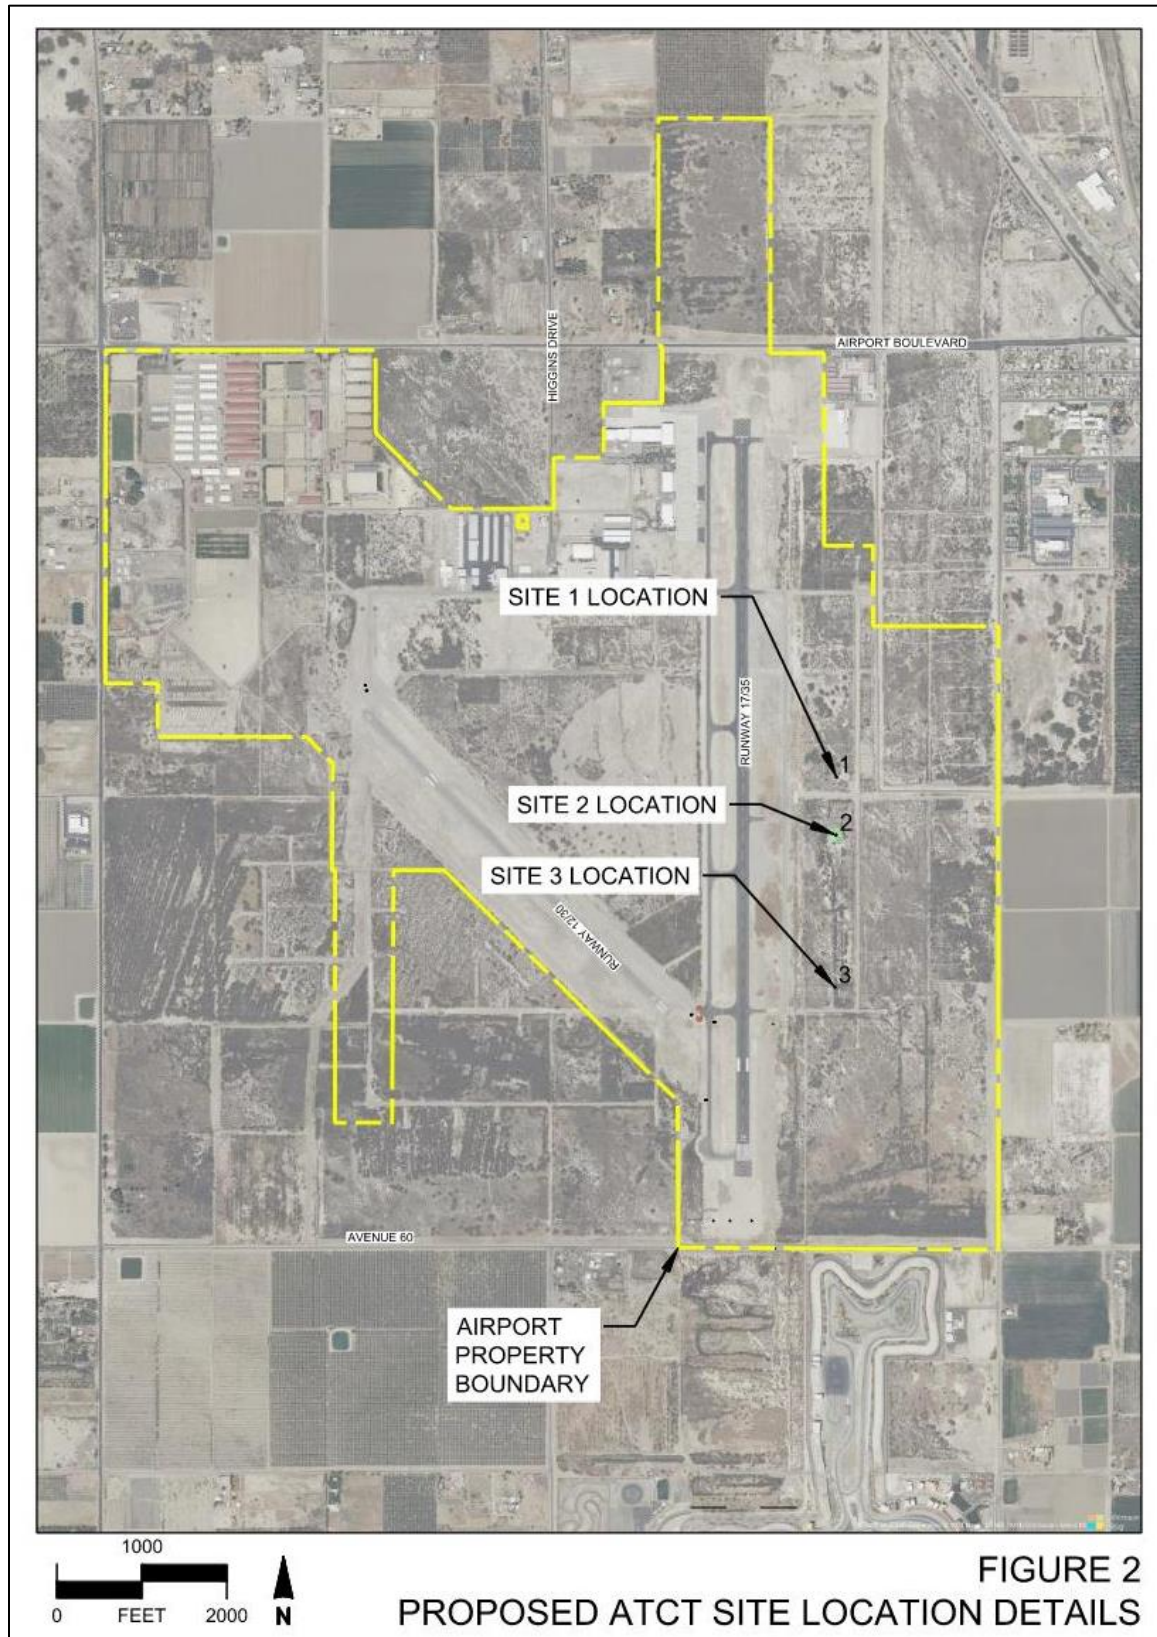 AIRPORT BOULEVARD
HIGGINS DRIVE
SITE 1 LOCATION
RUNWAY 17/35
1
SITE 2 LOCATION
2
SITE 3 LOCATION
RUNWAY 12/30
3
AVENUE 60
AIRPORT
PROPERTY
BOUNDARY
1000
0 FEET 2000
N
FIGURE 2
PROPOSED ATCT SITE LOCATION DETAILS